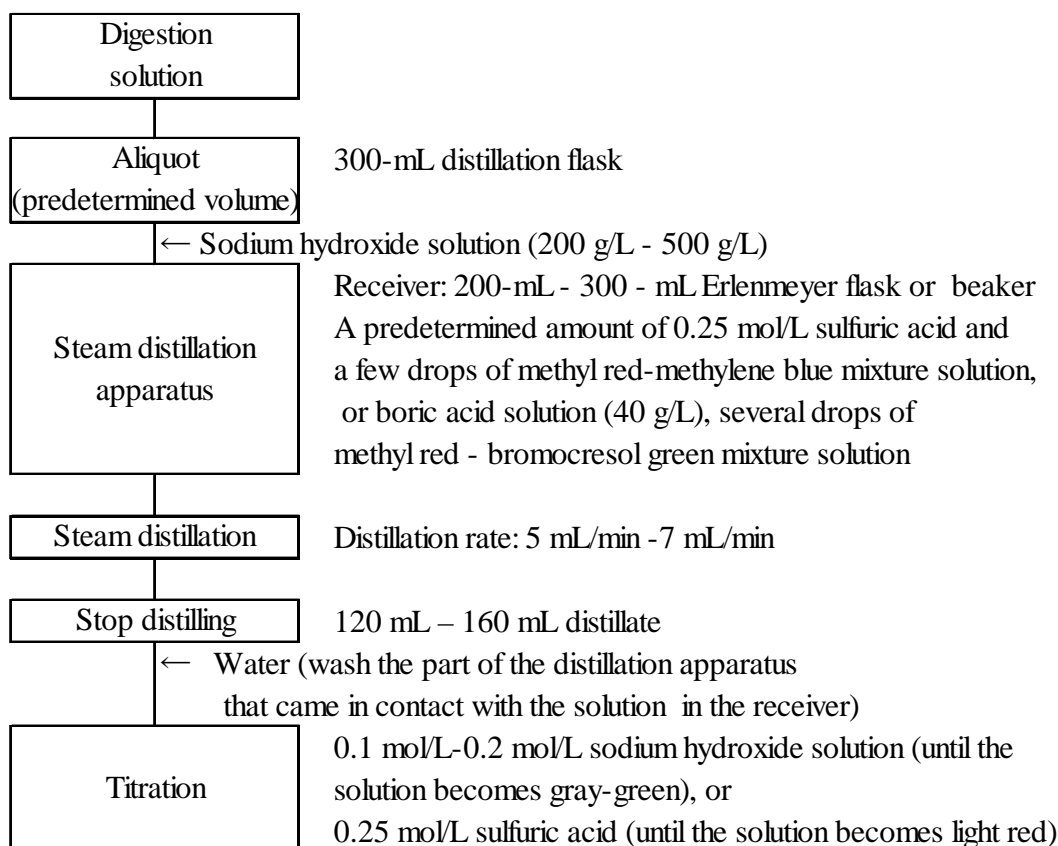 Digestion
solution
Aliquot
(predetermined volume)
300-mL distillation flask
← Sodium hydroxide solution (200 g/L - 500 g/L)
Steam distillation
apparatus
Receiver: 200-mL - 300 - mL Erlenmeyer flask or beaker
A predetermined amount of 0.25 mol/L sulfuric acid and
a few drops of methyl red-methylene blue mixture solution,
or boric acid solution (40 g/L), several drops of
methyl red - bromocresol green mixture solution
Steam distillation
Distillation rate: 5 mL/min -7 mL/min
Stop distilling
120 mL – 160 mL distillate
← Water (wash the part of the distillation apparatus
that came in contact with the solution in the receiver)
Titration
0.1 mol/L-0.2 mol/L sodium hydroxide solution (until the
solution becomes gray-green), or
0.25 mol/L sulfuric acid (until the solution becomes light red)